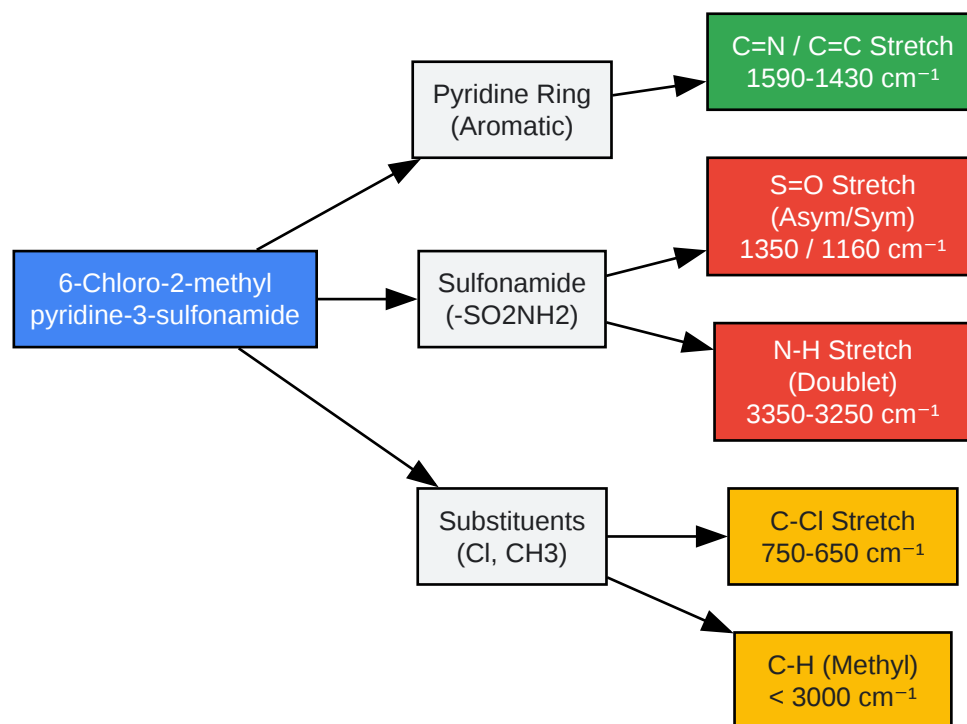 C=N / C=C Stretch
1590-1430 cm⁻¹
Pyridine Ring
(Aromatic)
S=O Stretch
(Asym/Sym)
1350 / 1160 cm⁻¹
6-Chloro-2-methyl
pyridine-3-sulfonamide
Sulfonamide
(-SO2NH2)
N-H Stretch
(Doublet)
3350-3250 cm⁻¹
Substituents
(Cl, CH3)
C-Cl Stretch
750-650 cm⁻¹
C-H (Methyl)
< 3000 cm⁻¹